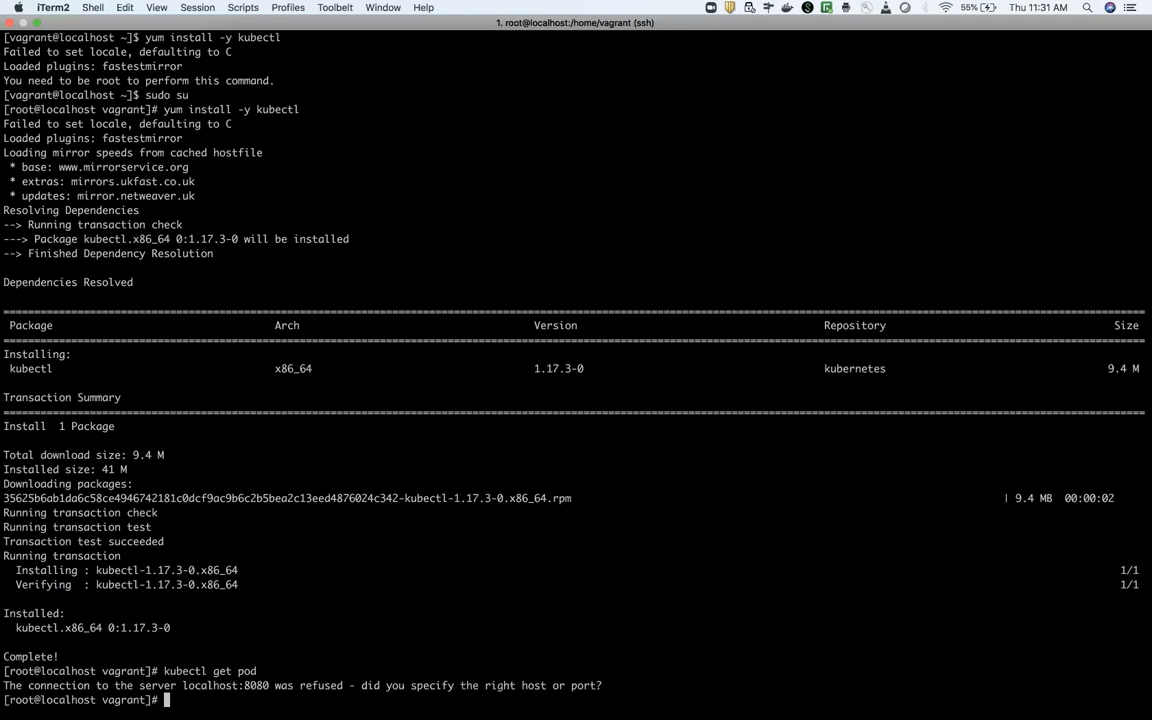 iTerm2 Shell Edit View Session Scripts Profiles Toolbelt Window Help 55% Thu 11:31 AM
1. root@localhost:/home/vagrant (ssh)
[vagrant@localhost ~]$ yum install -y kubectl
Failed to set locale, defaulting to C
Loaded plugins: fastestmirror
You need to be root to perform this command.
[vagrant@localhost ~]$ sudo su
[root@localhost vagrant]# yum install -y kubectl
Failed to set locale, defaulting to C
Loaded plugins: fastestmirror
Loading mirror speeds from cached hostfile
* base: www.mirrorservice.org
* extras: mirrors.ukfast.co.uk
* updates: mirror.netweaver.uk
Resolving Dependencies
--> Running transaction check
---> Package kubectl.x86_64 0:1.17.3-0 will be installed
--> Finished Dependency Resolution
Dependencies Resolved
Package Arch Version Repository Size
Installing:
kubectl x86_64 1.17.3-0 kubernetes 9.4 M
Transaction Summary
Install 1 Package
Total download size: 9.4 M
Installed size: 41 M
Downloading packages:
35625b6ab1da6c58ce4946742181c0dcf9ac9b6c2b5bea2c13eed4876024c342-kubectl-1.17.3-0.x86_64.rpm | 9.4 MB 00:00:02
Running transaction check
Running transaction test
Transaction test succeeded
Running transaction
Installing : kubectl-1.17.3-0.x86_64 1/1
Verifying : kubectl-1.17.3-0.x86_64 1/1
Installed:
kubectl.x86_64 0:1.17.3-0
Complete!
[root@localhost vagrant]# kubectl get pod
The connection to the server localhost:8080 was refused - did you specify the right host or port?
[root@localhost vagrant]#